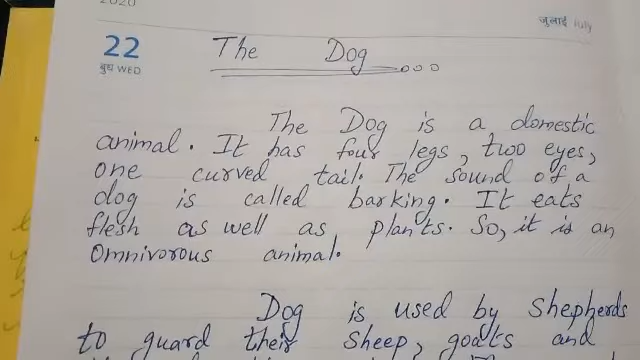 2020
जुलाई July
22
बुध WED
The Dog
The Dog is a domestic
animal. It has four legs, two eyes,
one curved tail. The sound of a
dog is called barking. It eats
flesh as well as plants. So, it is an
Omnivorous animal.
Dog is used by shepherds
to guard their sheep, goats and